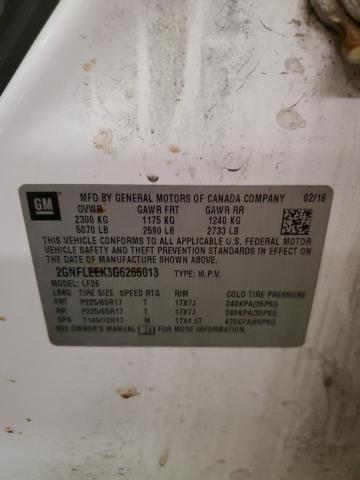 GM
MFD BY GENERAL MOTORS OF CANADA COMPANY 02/16
GVWR GAWR FRT GAWR RR
2300 KG 1175 KG 1240 KG
5070 LB 2590 LB 2733 LB
THIS VEHICLE CONFORMS TO ALL APPLICABLE U.S. FEDERAL MOTOR
VEHICLE SAFETY, BUMPER, AND THEFT PREVENTION STANDARDS IN
EFFECT ON THE DATE OF MANUFACTURE SHOWN ABOVE.
2GNFLEEK3G6265013 TYPE: M.P.V.
MODEL: LF26
TIRE SIZE SPEED RTG RIM COLD TIRE PRESSURE
FRT P225/65R17 T 17X7J 240KPA(35PSI)
RR P225/65R17 T 17X7J 240KPA(35PSI)
SPA T145/70R17 M 17X4.5T 420KPA(60PSI)
SEE OWNER'S MANUAL FOR ADDITIONAL INFORMATION.